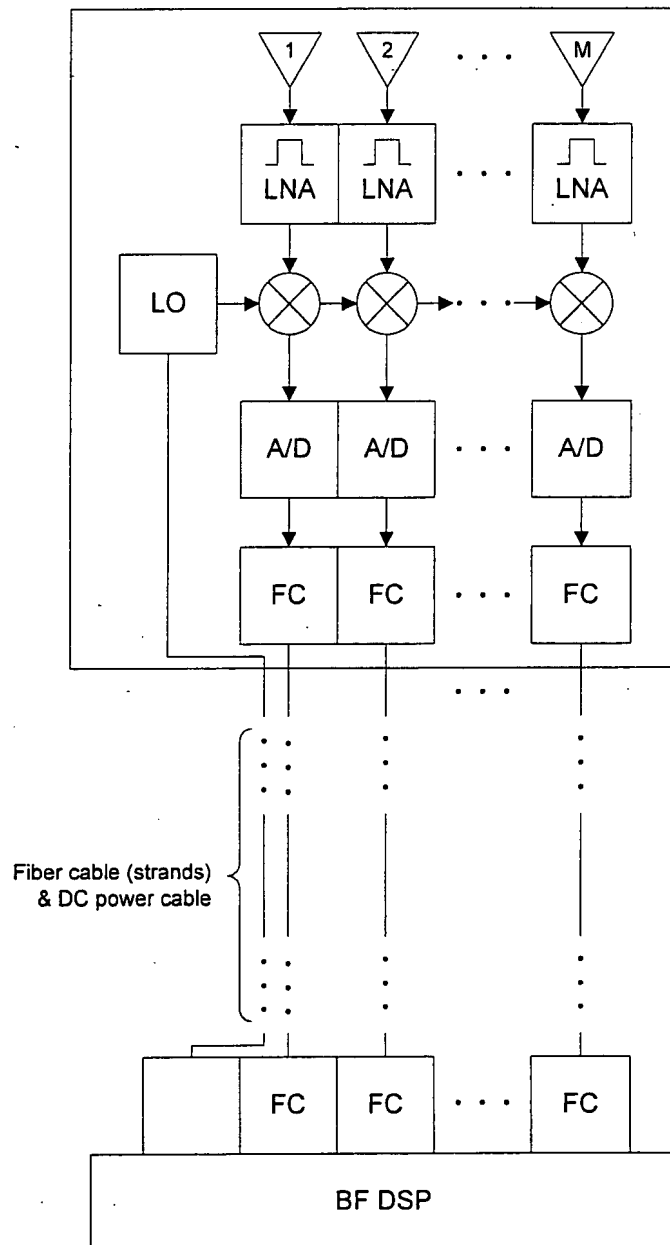 1 2 . . . M
LNA LNA . . . LNA
LO
A/D A/D . . . A/D
FC FC . . . FC
. . .
Fiber cable (strands)
& DC power cable
FC FC . . . FC
BF DSP